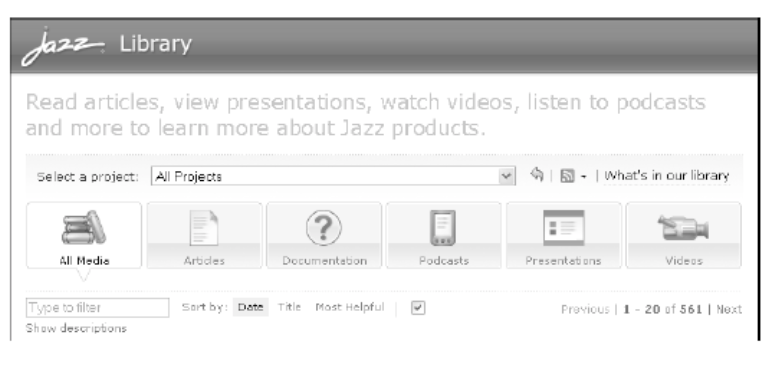 jazz Library
Read articles, view presentations, watch videos, listen to podcasts
and more to learn more about Jazz products.
Select a project: All Projects | | What's in our library
All Media Articles Documentation Podcasts Presentations Videos
Type to filter Sort by: Date Title Most Helpful | Previous | 1 - 20 of 561 | Next
Show descriptions